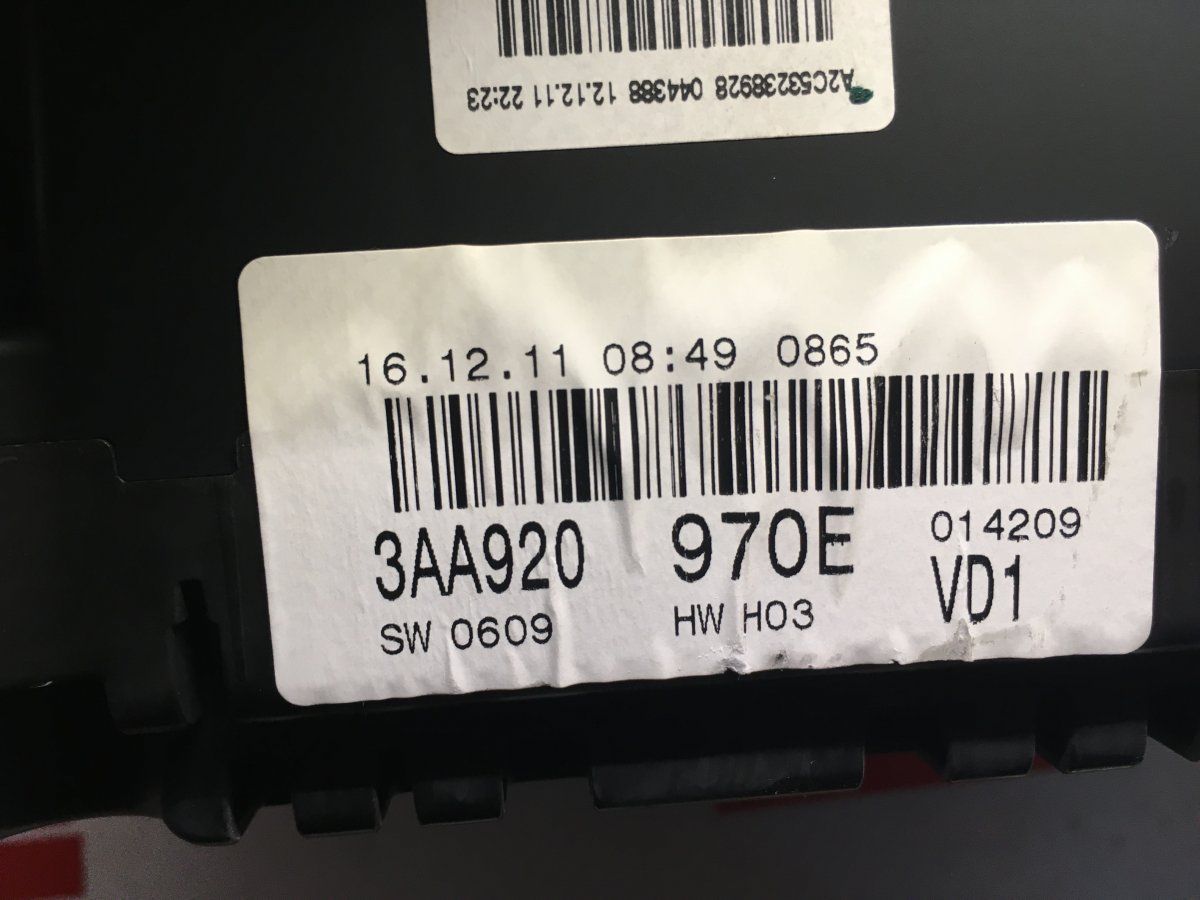 A2C53238928 044388 12.12.11 22:23
16.12.11 08:49 0865
014209
3AA920 970E VD1
SW 0609 HW H03